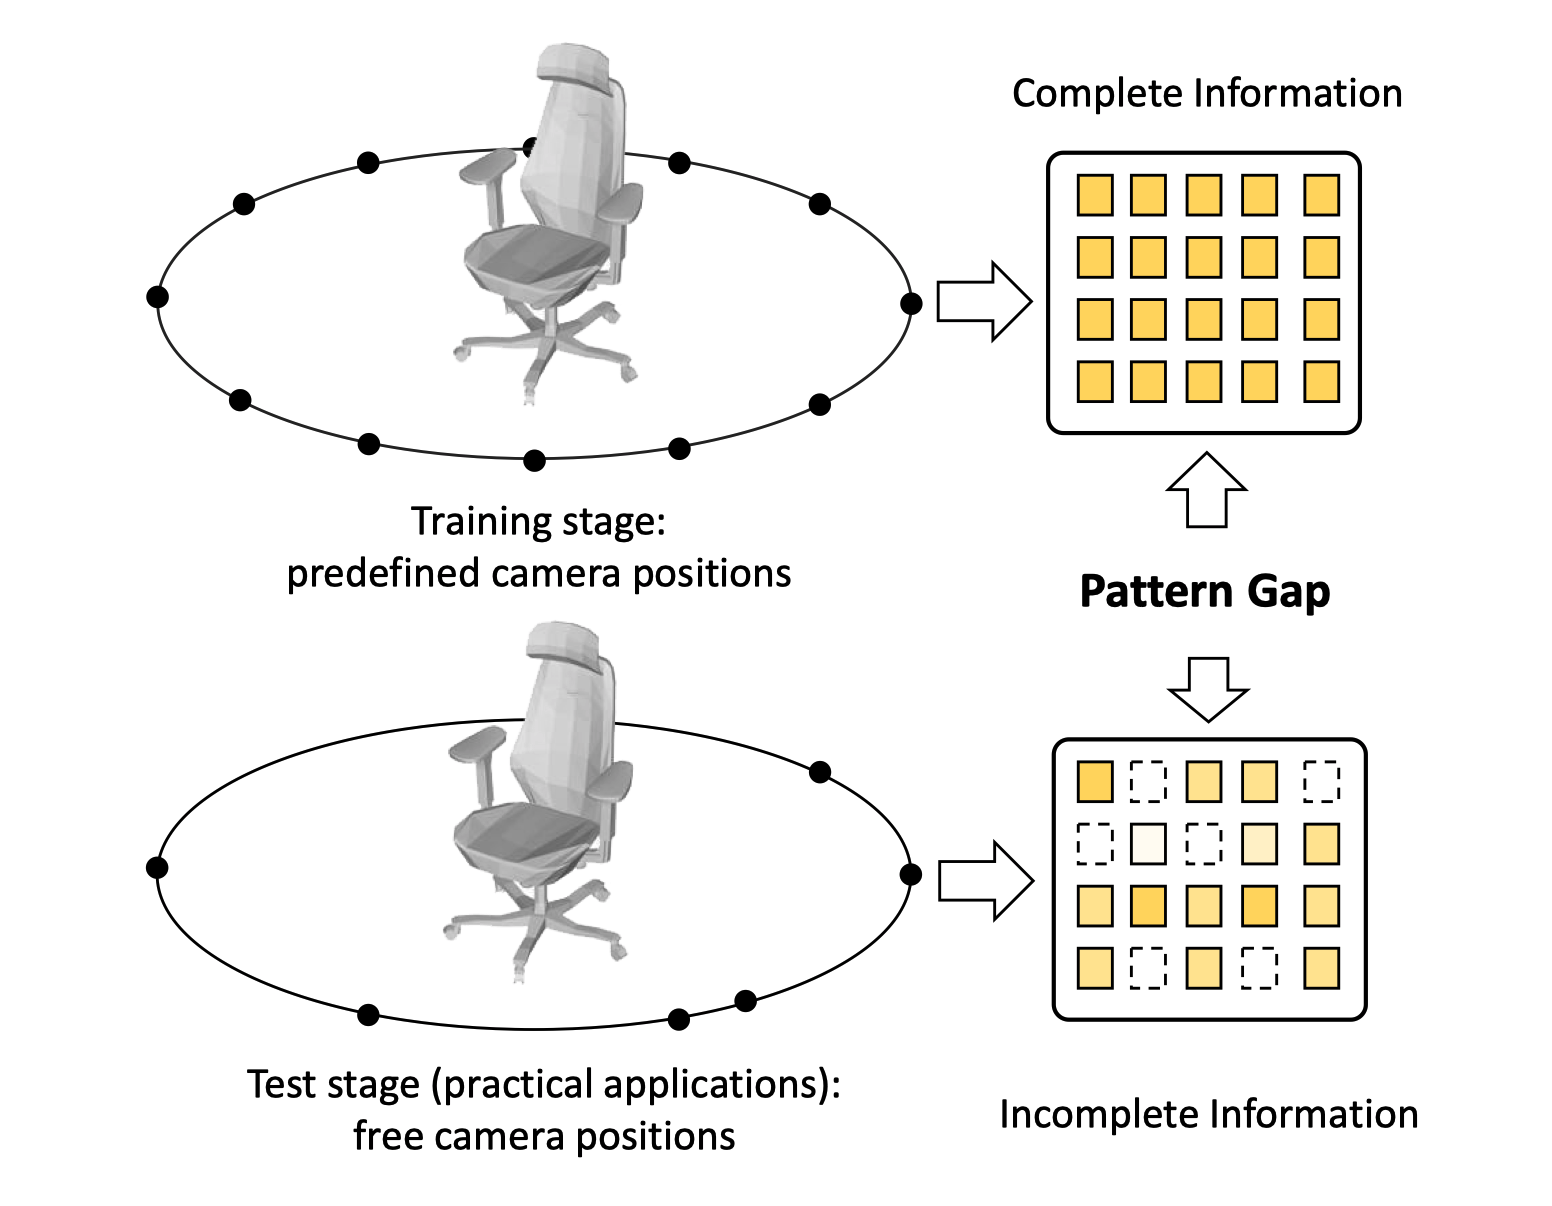 Complete Information
Training stage:
predefined camera positions
Pattern Gap
Test stage (practical applications):
free camera positions
Incomplete Information